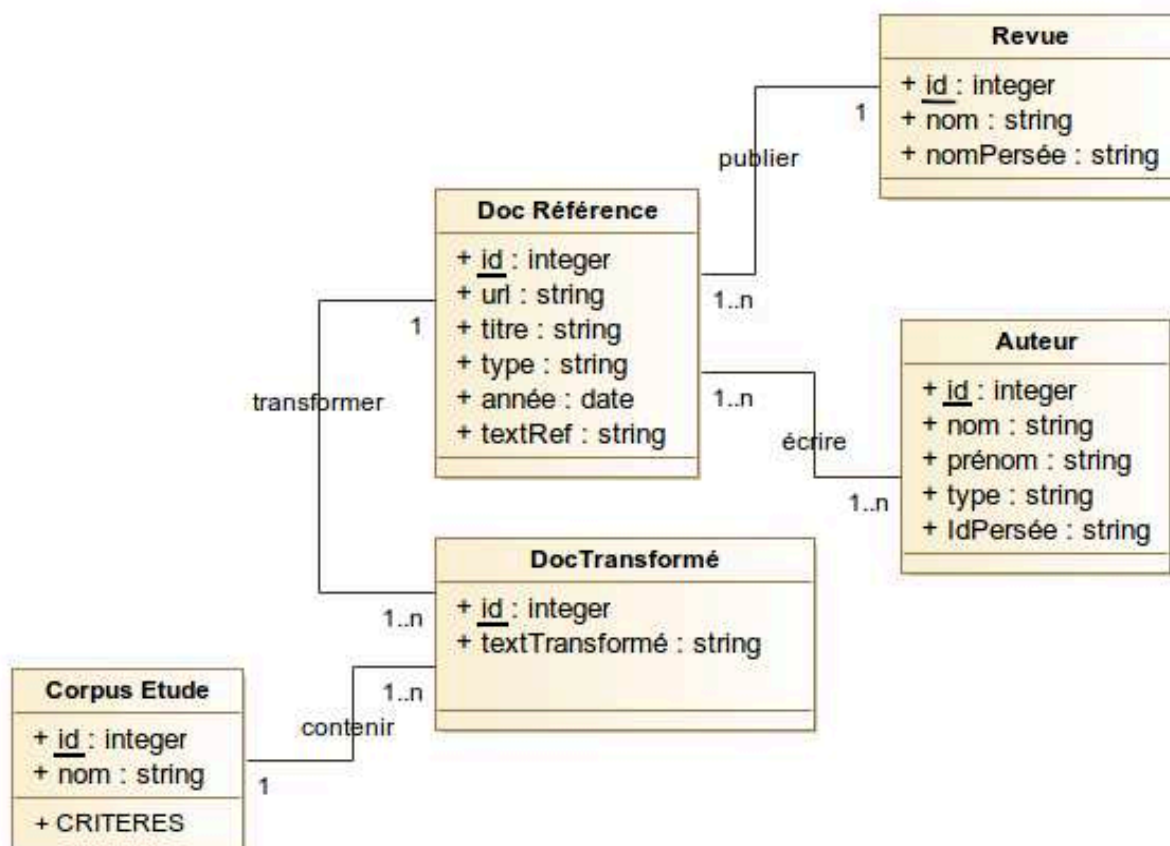 Revue
+ id : integer
+ nom : string
+ nomPersée : string
1
publier
Doc Référence
+ id : integer
+ url : string
+ titre : string
+ type : string
+ année : date
+ textRef : string
1..n
1
1..n
transformer
Auteur
+ id : integer
+ nom : string
+ prénom : string
+ type : string
+ IdPersée : string
écrire
1..n
DocTransformé
+ id : integer
+ textTransformé : string
1..n
1..n
Corpus Etude
+ id : integer
+ nom : string
+ CRITERES
contenir
1